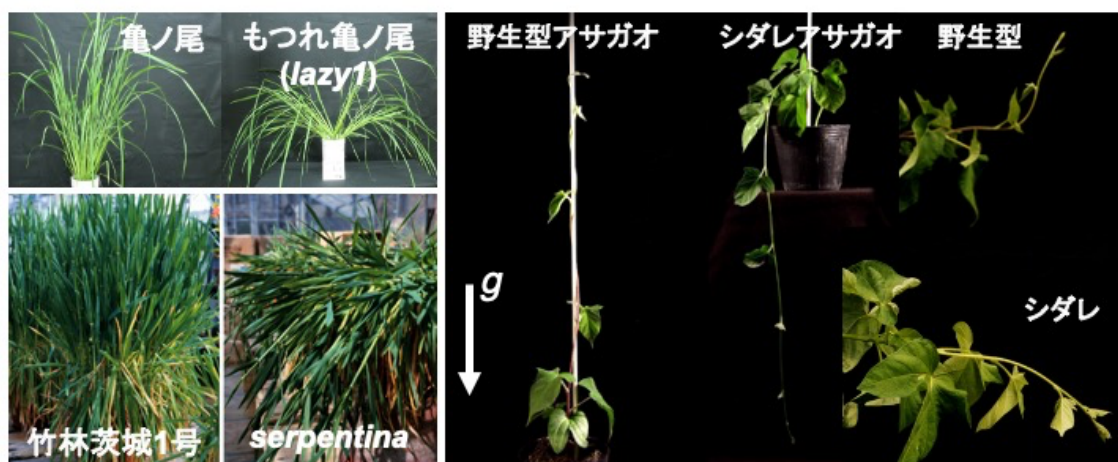 亀ノ尾
もつれ亀ノ尾
(lazy1)
野生型アサガオ
シダレアサガオ
野生型
g
シダレ
竹林茨城1号
serpentina